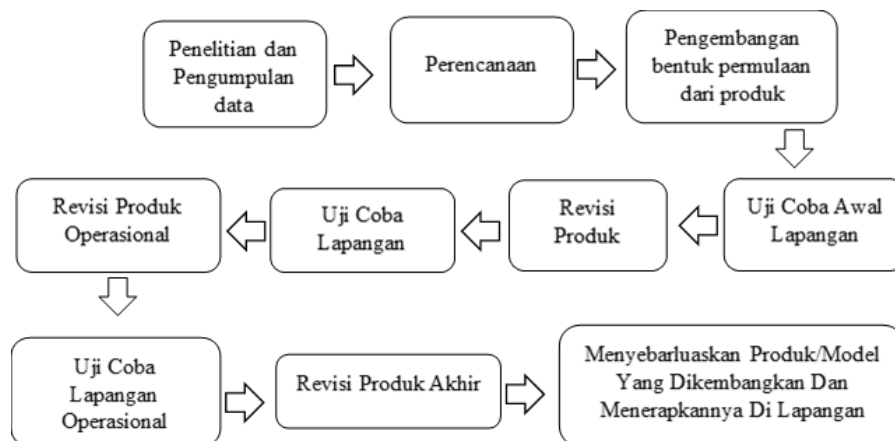 Penelitian dan
Pengumpulan
data
Perencanaan
Pengembangan
bentuk permulaan
dari produk
Uji Coba Awal
Lapangan
Revisi
Produk
Uji Coba
Lapangan
Revisi Produk
Operasional
Uji Coba
Lapangan
Operasional
Revisi Produk Akhir
Menyebarluaskan Produk/Model
Yang Dikembangkan Dan
Menerapkannya Di Lapangan